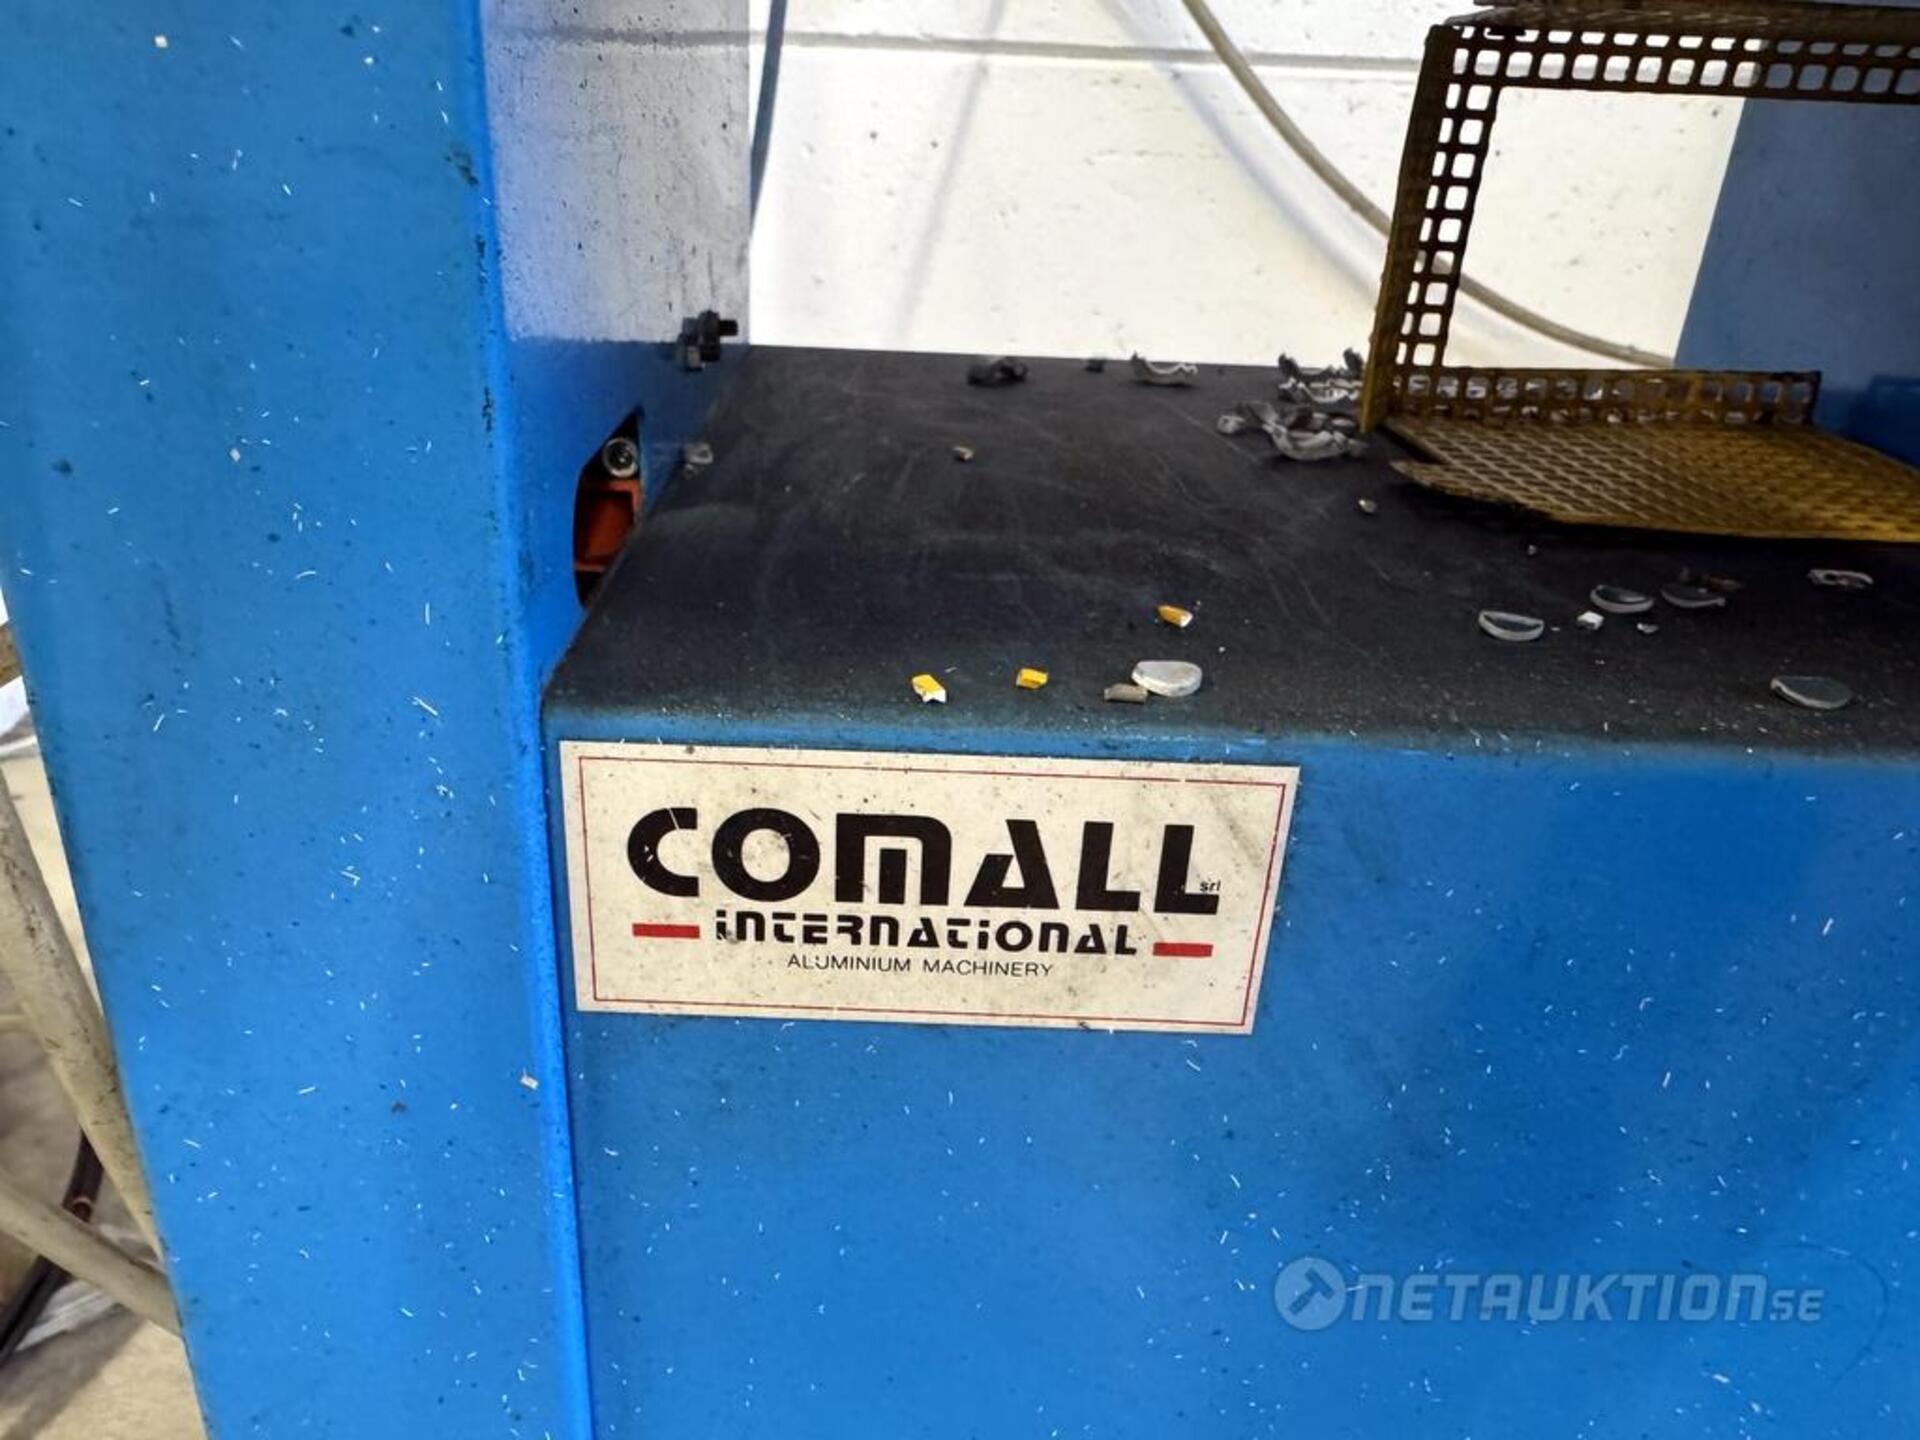 COMALL srl
INTERNATIONAL
ALUMINIUM MACHINERY
NETAUKTION SE